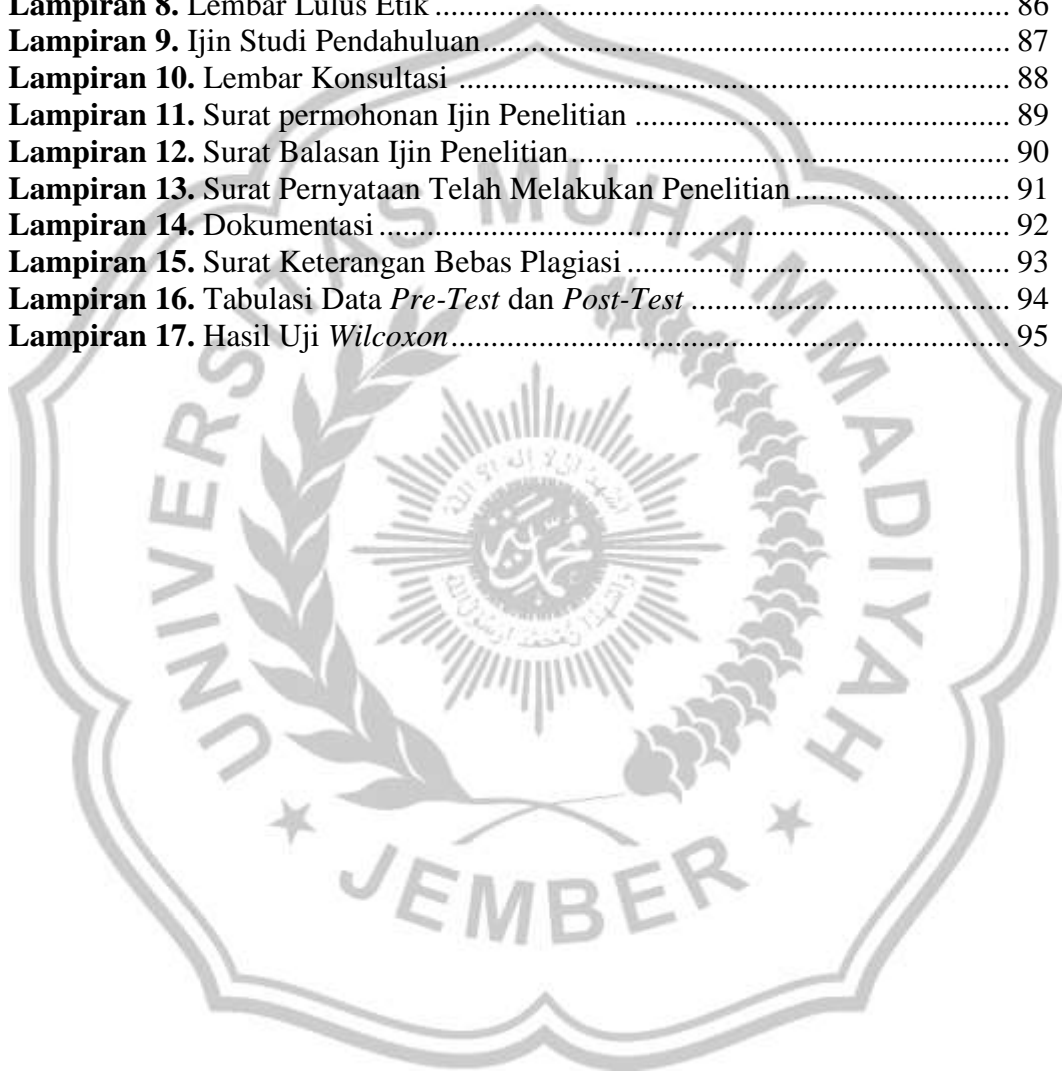 Lampiran 8. Lembar Lulus Etik ........................................................................... 86
Lampiran 9. Ijin Studi Pendahuluan..................................................................... 87
Lampiran 10. Lembar Konsultasi ........................................................................ 88
Lampiran 11. Surat permohonan Ijin Penelitian ................................................. 89
Lampiran 12. Surat Balasan Ijin Penelitian......................................................... 90
Lampiran 13. Surat Pernyataan Telah Melakukan Penelitian............................ 91
Lampiran 14. Dokumentasi ................................................................................. 92
Lampiran 15. Surat Keterangan Bebas Plagiasi.................................................. 93
Lampiran 16. Tabulasi Data Pre-Test dan Post-Test .......................................... 94
Lampiran 17. Hasil Uji Wilcoxon........................................................................ 95
UNIVERSITAS MUHAMMADIYAH
JEMBER